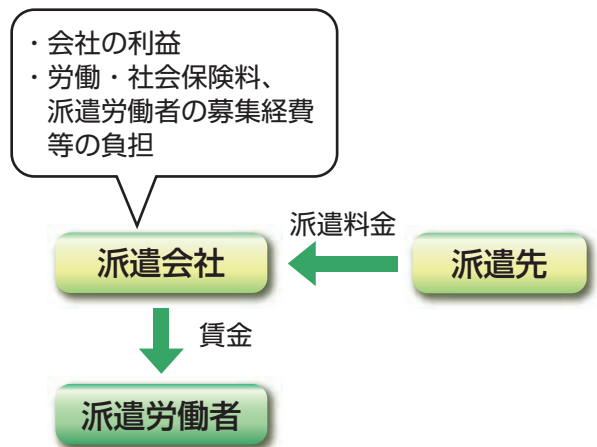 ・会社の利益
・労働・社会保険料、
派遣労働者の募集経費
等の負担
派遣料金
派遣会社
派遣先
賃金
派遣労働者